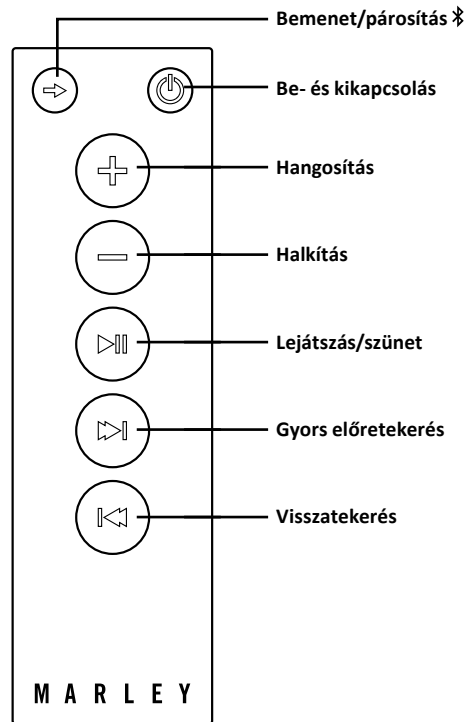 Bemenet/párosítás
Be- és kikapcsolás
Hangosítás
Halkítás
Lejátszás/szünet
Gyors előretekerés
Visszatekerés
MARLEY